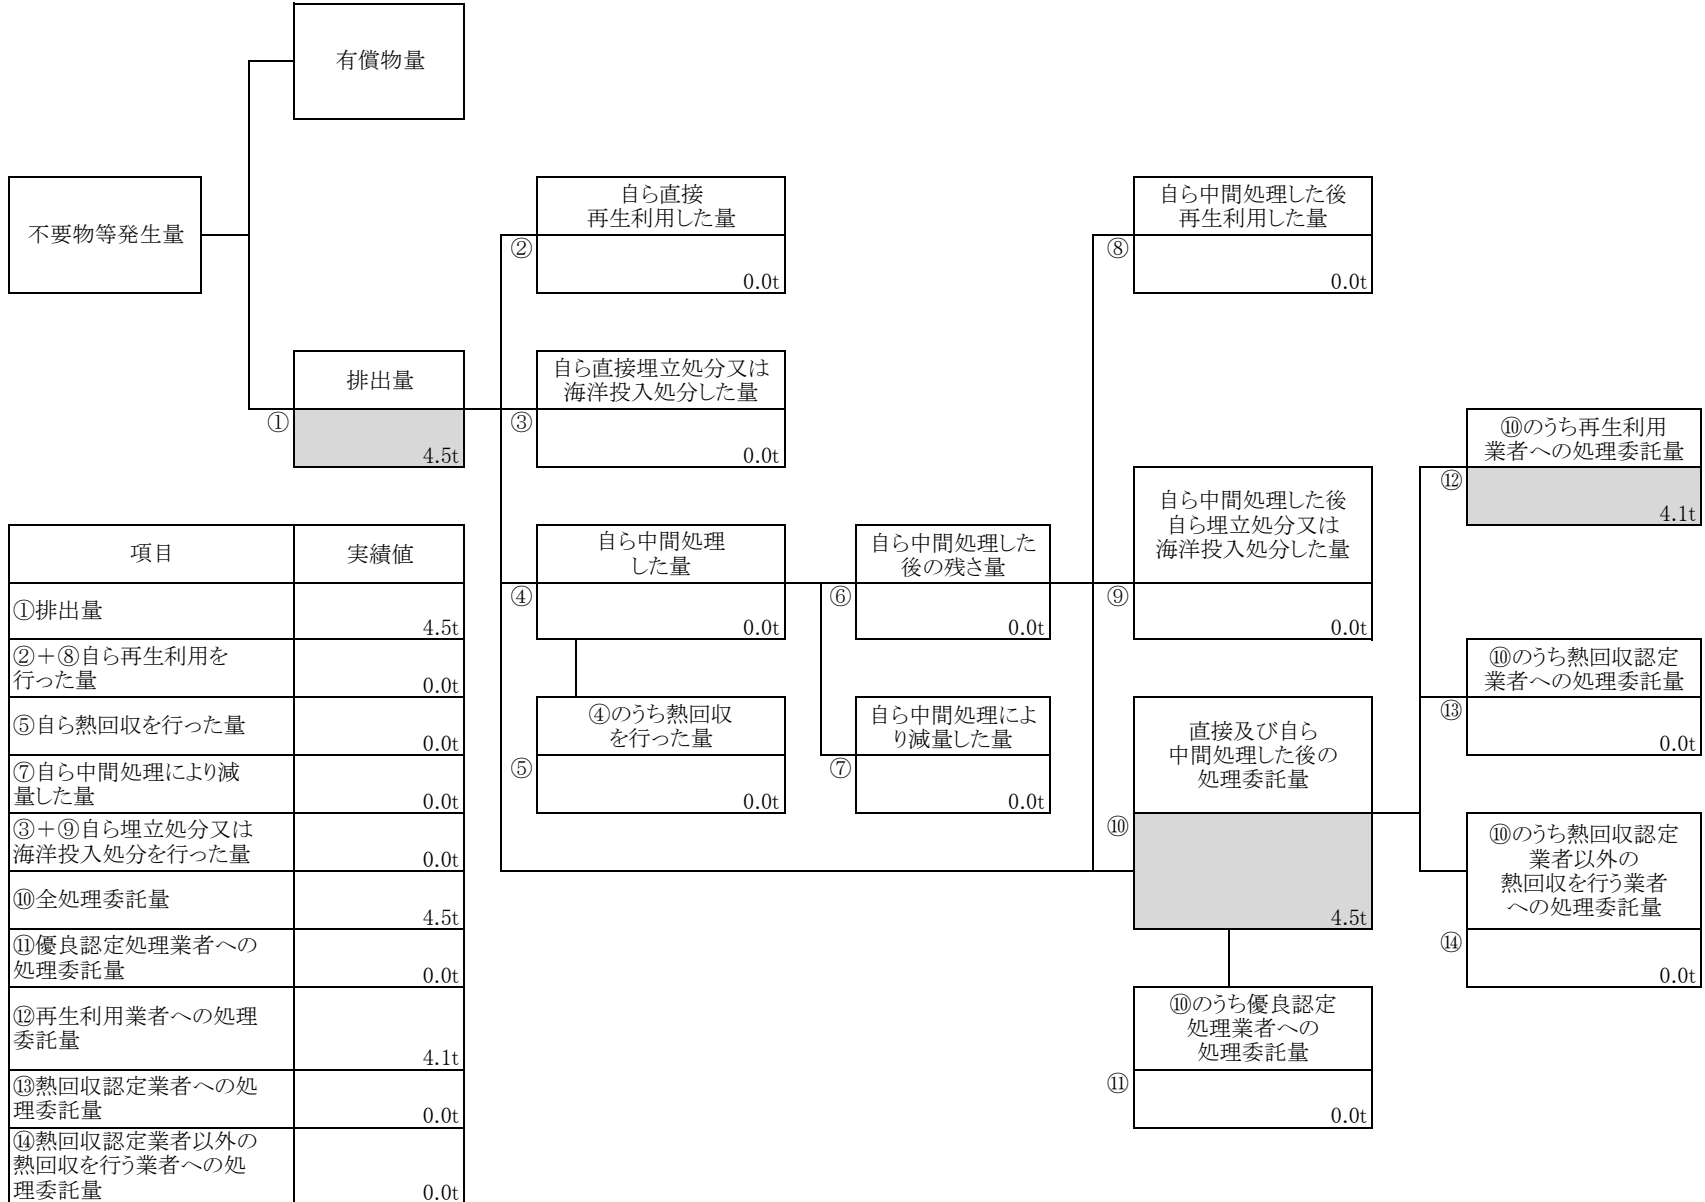 有償物量
不要物等発生量
自ら直接
再生利用した量
②
0.0t
自ら中間処理した後
再生利用した量
⑧
0.0t
排出量
①
4.5t
自ら直接埋立処分又は
海洋投入処分した量
③
0.0t
⑩のうち再生利用
業者への処理委託量
⑫
4.1t
自ら中間処理
した量
④
0.0t
自ら中間処理した
後の残さ量
⑥
0.0t
自ら中間処理した後
自ら埋立処分又は
海洋投入処分した量
⑨
0.0t
⑩のうち熱回収認定
業者への処理委託量
⑬
0.0t
④のうち熱回収
を行った量
⑤
0.0t
自ら中間処理によ
り減量した量
⑦
0.0t
直接及び自ら
中間処理した後の
処理委託量
⑩
4.5t
⑩のうち熱回収認定
業者以外の
熱回収を行う業者
への処理委託量
⑭
0.0t
⑩のうち優良認定
処理業者への
処理委託量
⑪
0.0t
項目
実績値
①排出量
4.5t
②＋⑧自ら再生利用を
行った量
0.0t
⑤自ら熱回収を行った量
0.0t
⑦自ら中間処理により減
量した量
0.0t
③＋⑨自ら埋立処分又は
海洋投入処分を行った量
0.0t
⑩全処理委託量
4.5t
⑪優良認定処理業者への
処理委託量
0.0t
⑫再生利用業者への処理
委託量
4.1t
⑬熱回収認定業者への処
理委託量
0.0t
⑭熱回収認定業者以外の
熱回収を行う業者への処
理委託量
0.0t